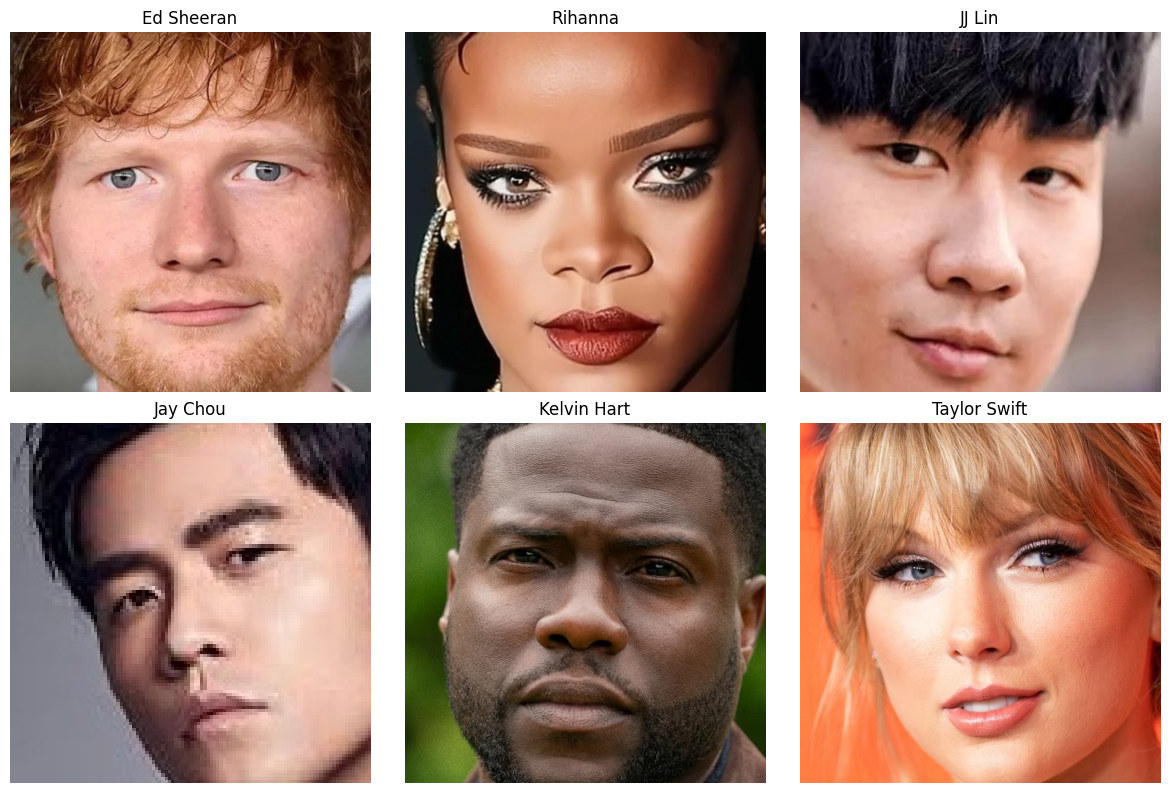 Ed Sheeran
Rihanna
JJ Lin
Jay Chou
Kelvin Hart
Taylor Swift